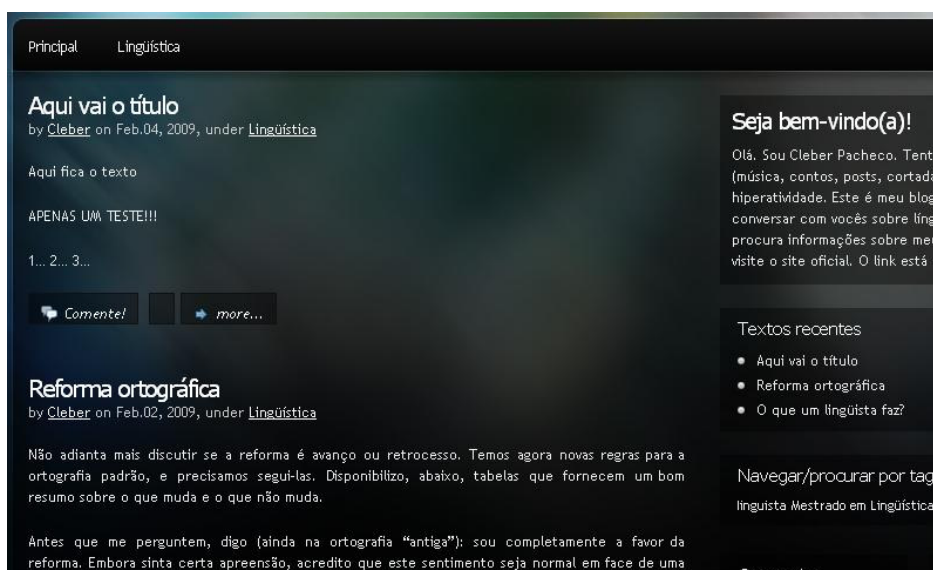 Principal Lingüística
Aqui vai o título
by Cleber on Feb.04, 2009, under Lingüística
Aqui fica o texto
APENAS UM TESTE!!!
1... 2... 3...
Comente! more...
Reforma ortográfica
by Cleber on Feb.02, 2009, under Lingüística
Não adianta mais discutir se a reforma é avanço ou retrocesso. Temos agora novas regras para a
ortografia padrão, e precisamos segui-las. Disponibilizo, abaixo, tabelas que fornecem um bom
resumo sobre o que muda e o que não muda.
Antes que me perguntem, digo (ainda na ortografia “antiga”): sou completamente a favor da
reforma. Embora sinta certa apreensão, acredito que este sentimento seja normal em face de uma
Seja bem-vindo(a)!
Olá. Sou Cleber Pacheco. Tent
(música, contos, posts, cortada
hiperatividade. Este é meu blog
conversar com vocês sobre líng
procura informações sobre meu
visite o site oficial. O link está
Textos recentes
Aqui vai o título
Reforma ortográfica
O que um lingüista faz?
Navegar/procurar por tag
linguista Mestrado em Lingüística